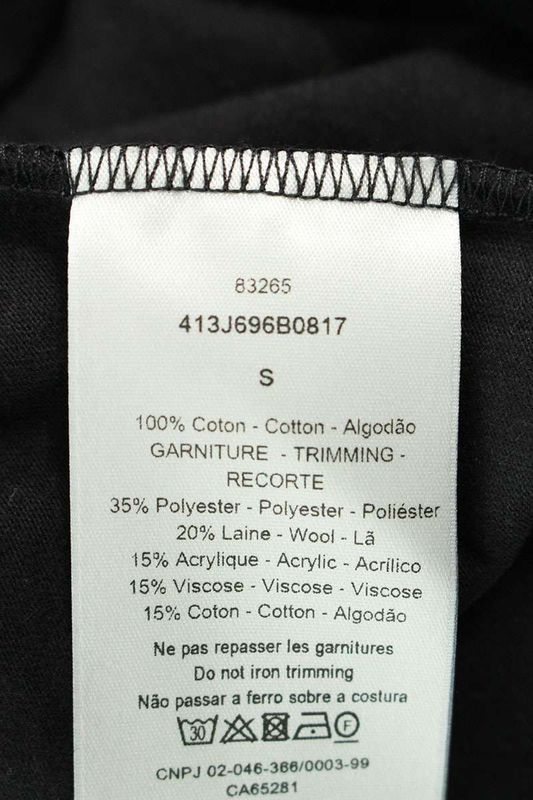 83265
413J696B0817
S
100% Coton - Cotton - Algodão
GARNITURE - TRIMMING -
RECORTE
35% Polyester - Polyester - Poliéster
20% Laine - Wool - Lã
15% Acrylique - Acrylic - Acrílico
15% Viscose - Viscose - Viscose
15% Coton - Cotton - Algodão
Ne pas repasser les garnitures
Do not iron trimming
Não passar a ferro sobre a costura
30 F
CNPJ 02-046-366/0003-99
CA65281